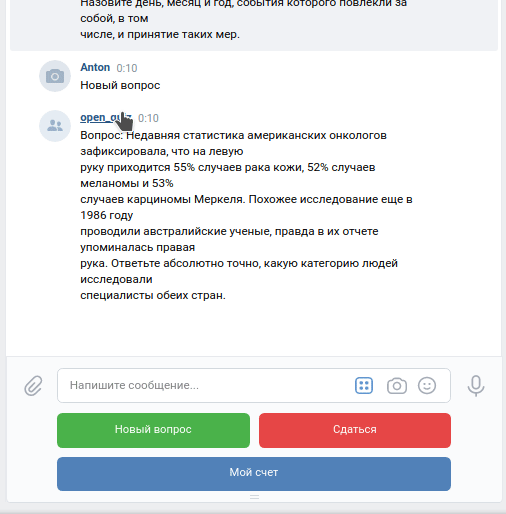 Назовите день, месяц и год, события которого повлекли за
собой, в том
числе, и принятие таких мер.
Anton 0:10
Новый вопрос
open_quiz 0:10
Вопрос: Недавняя статистика американских онкологов
зафиксировала, что на левую
руку приходится 55% случаев рака кожи, 52% случаев
меланомы и 53%
случаев карциномы Меркеля. Похожее исследование еще в
1986 году
проводили австралийские ученые, правда в их отчете
упоминалась правая
рука. Ответьте абсолютно точно, какую категорию людей
исследовали
специалисты обеих стран.
Напишите сообщение...
Новый вопрос
Сдаться
Мой счет